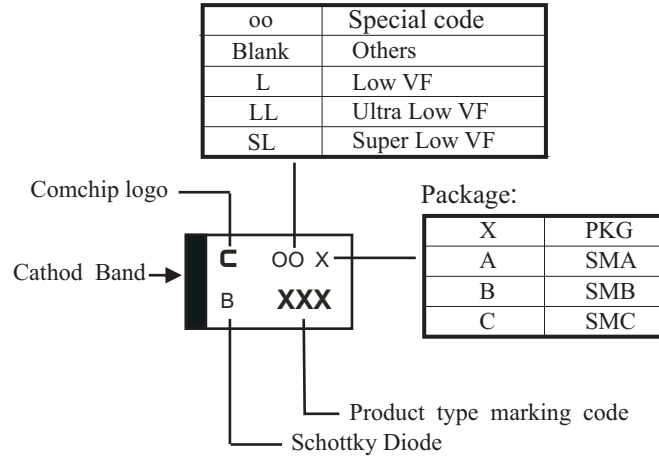 oo Special code
Blank Others
L Low VF
LL Ultra Low VF
SL Super Low VF
Comchip logo
Package:
X PKG
A SMA
B SMB
C SMC
Cathod Band
C OO X
B XXX
Product type marking code
Schottky Diode